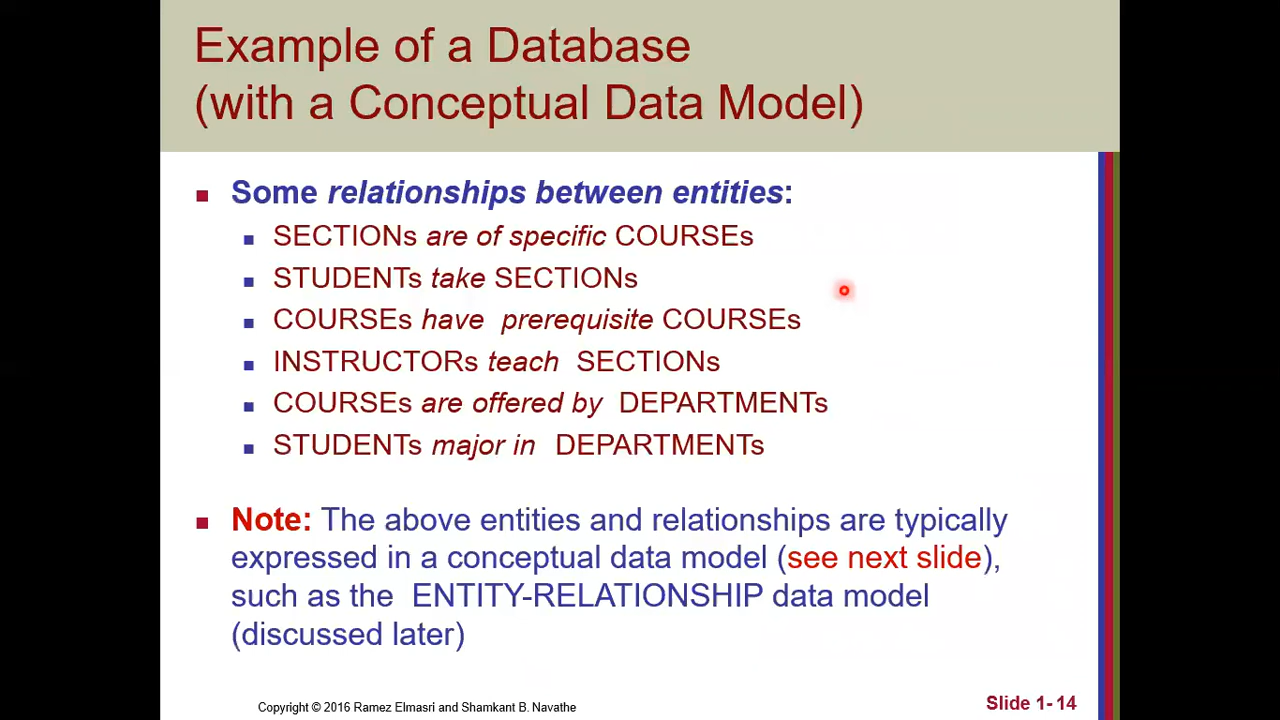 Example of a Database
(with a Conceptual Data Model)
Some relationships between entities:
SECTIONs are of specific COURSEs
STUDENTs take SECTIONs
COURSEs have prerequisite COURSEs
INSTRUCTORs teach SECTIONs
COURSEs are offered by DEPARTMENTs
STUDENTs major in DEPARTMENTs
Note: The above entities and relationships are typically
expressed in a conceptual data model (see next slide),
such as the ENTITY-RELATIONSHIP data model
(discussed later)
Copyright © 2016 Ramez Elmasri and Shamkant B. Navathe
Slide 1- 14